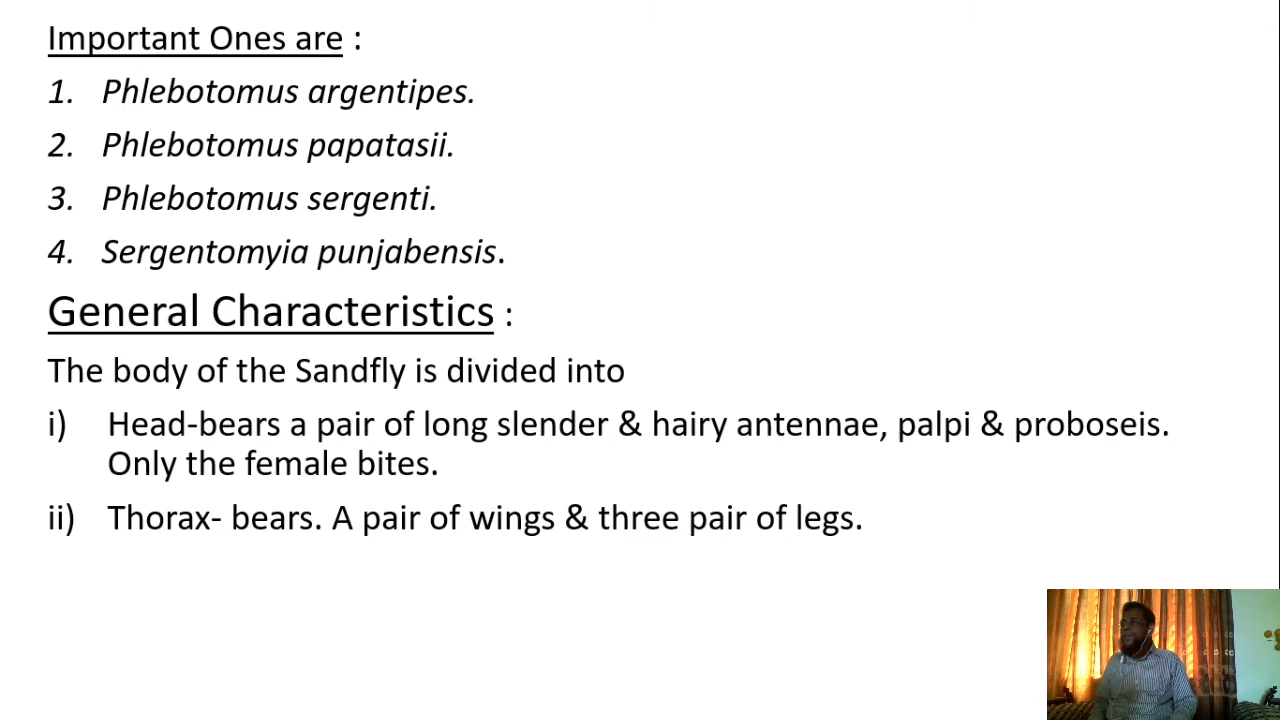 Important Ones are :
1. Phlebotomus argentipes.
2. Phlebotomus papatasii.
3. Phlebotomus sergenti.
4. Sergentomyia punjabensis.
General Characteristics :
The body of the Sandfly is divided into
i) Head-bears a pair of long slender & hairy antennae, palpi & proboseis.
Only the female bites.
ii) Thorax- bears. A pair of wings & three pair of legs.